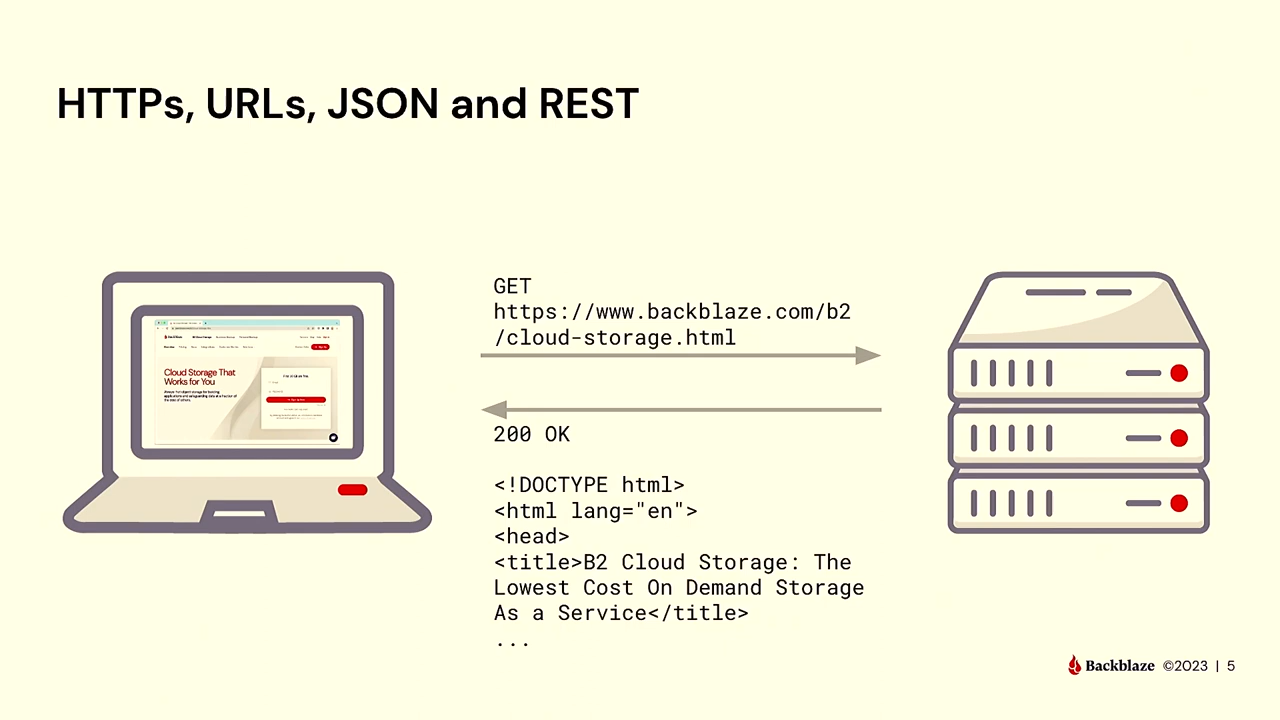 HTTPs, URLs, JSON and REST
GET
https://www.backblaze.com/b2
/cloud-storage.html
Cloud Storage That
Works for You
200 OK
<!DOCTYPE html>
<html lang="en">
<head>
<title>B2 Cloud Storage: The
Lowest Cost On Demand Storage
As a Service</title>
...
Backblaze ©2023 | 5